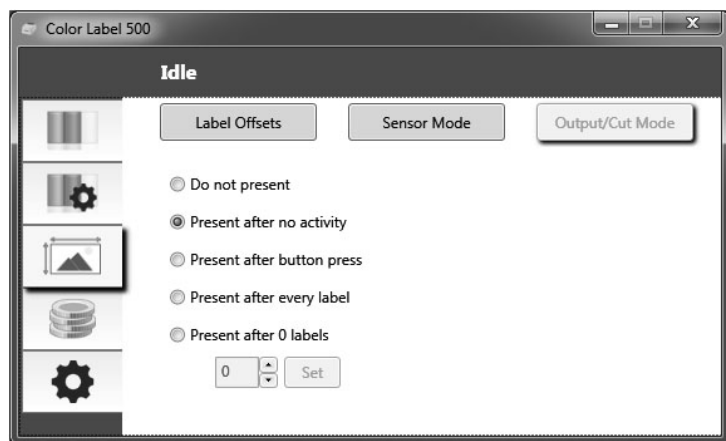 Color Label 500
Idle
Label Offsets Sensor Mode Output/Cut Mode
Do not present
Present after no activity
Present after button press
Present after every label
Present after 0 labels
0 Set